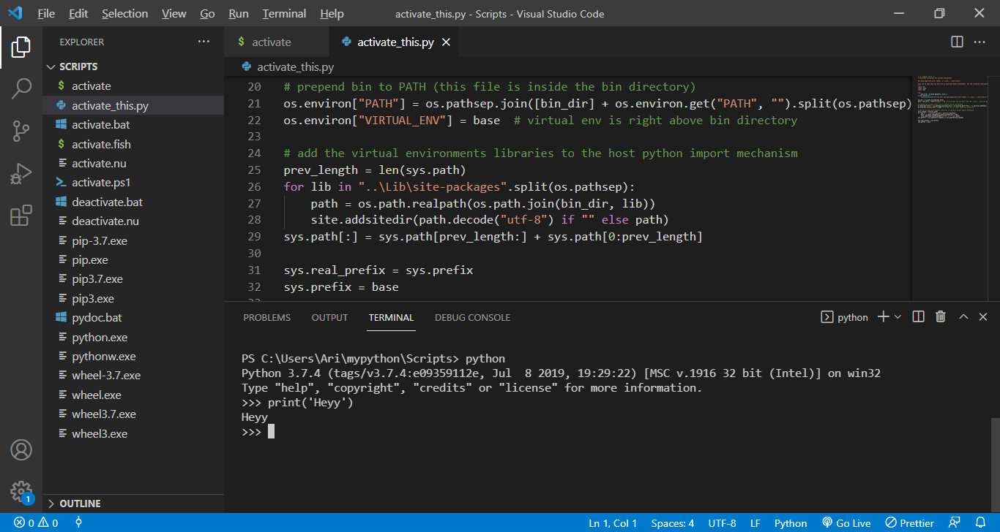 File Edit Selection View Go Run Terminal Help activate_this.py - Scripts - Visual Studio Code
EXPLORER
SCRIPTS
$ activate
activate_this.py
activate.bat
$ activate.fish
activate.nu
activate.ps1
deactivate.bat
deactivate.nu
pip-3.7.exe
pip.exe
pip3.7.exe
pip3.exe
pydoc.bat
python.exe
pythonw.exe
wheel-3.7.exe
wheel.exe
wheel3.7.exe
wheel3.exe
OUTLINE
$ activate activate_this.py
activate_this.py
20 # prepend bin to PATH (this file is inside the bin directory)
21 os.environ["PATH"] = os.pathsep.join([bin_dir] + os.environ.get("PATH", "").split(os.pathsep)
22 os.environ["VIRTUAL_ENV"] = base  # virtual env is right above bin directory
23
24 # add the virtual environments libraries to the host python import mechanism
25 prev_length = len(sys.path)
26 for lib in "..\Lib\site-packages".split(os.pathsep):
27     path = os.path.realpath(os.path.join(bin_dir, lib))
28     site.addsitedir(path.decode("utf-8") if "" else path)
29 sys.path[:] = sys.path[prev_length:] + sys.path[0:prev_length]
30
31 sys.real_prefix = sys.prefix
32 sys.prefix = base
PROBLEMS OUTPUT TERMINAL DEBUG CONSOLE python
PS C:\Users\Ari\mypython\Scripts> python
Python 3.7.4 (tags/v3.7.4:e09359112e, Jul  8 2019, 19:29:22) [MSC v.1916 32 bit (Intel)] on win32
Type "help", "copyright", "credits" or "license" for more information.
>>> print('Heyy')
Heyy
>>>
1
0 0 Ln 1, Col 1 Spaces: 4 UTF-8 LF Python Go Live Prettier